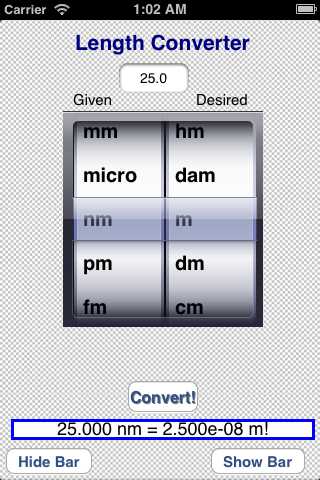 Carrier 1:02 AM
Length Converter
25.0
Given Desired
mm hm
micro dam
nm m
pm dm
fm cm
Convert!
25.000 nm = 2.500e-08 m!
Hide Bar Show Bar